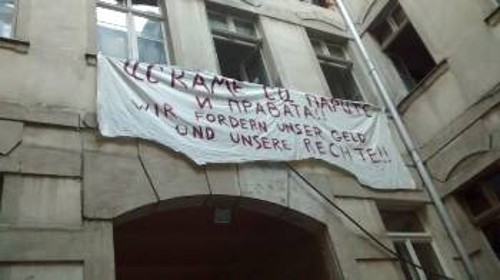 ИСКАМЕ СИ ПАРИТЕ
И ПРАВАТА!!
WIR FORDERN UNSER GELD
UND UNSERE RECHTE!!